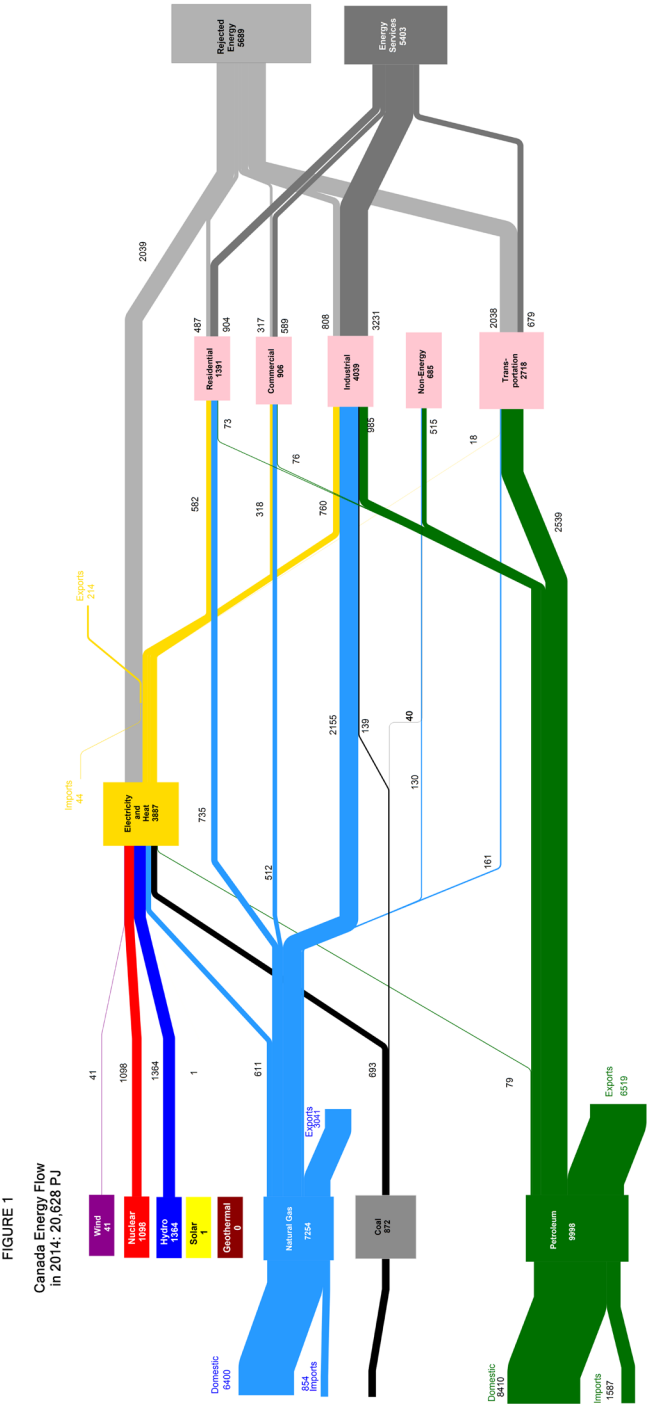 FIGURE 1
Canada Energy Flow
in 2014: 20,628 PJ
Domestic
6400
854
Imports
Domestic
8410
Imports
1587
Wind
41
Nuclear
1098
Hydro
1364
Solar
1
Geothermal
0
Natural Gas
7254
Coal
872
Petroleum
9998
Exports
3041
Exports
6519
41
1098
1364
1
611
693
79
Electricity
and
Heat
3887
Imports
44
Exports
214
735
512
2155
139
40
130
161
582
318
760
73
76
985
515
18
2539
Residential
1391
Commercial
906
Industrial
4039
Non-Energy
685
Trans-
portation
2718
2039
487
904
317
589
808
3231
2038
679
Rejected
Energy
5689
Energy
Services
5403